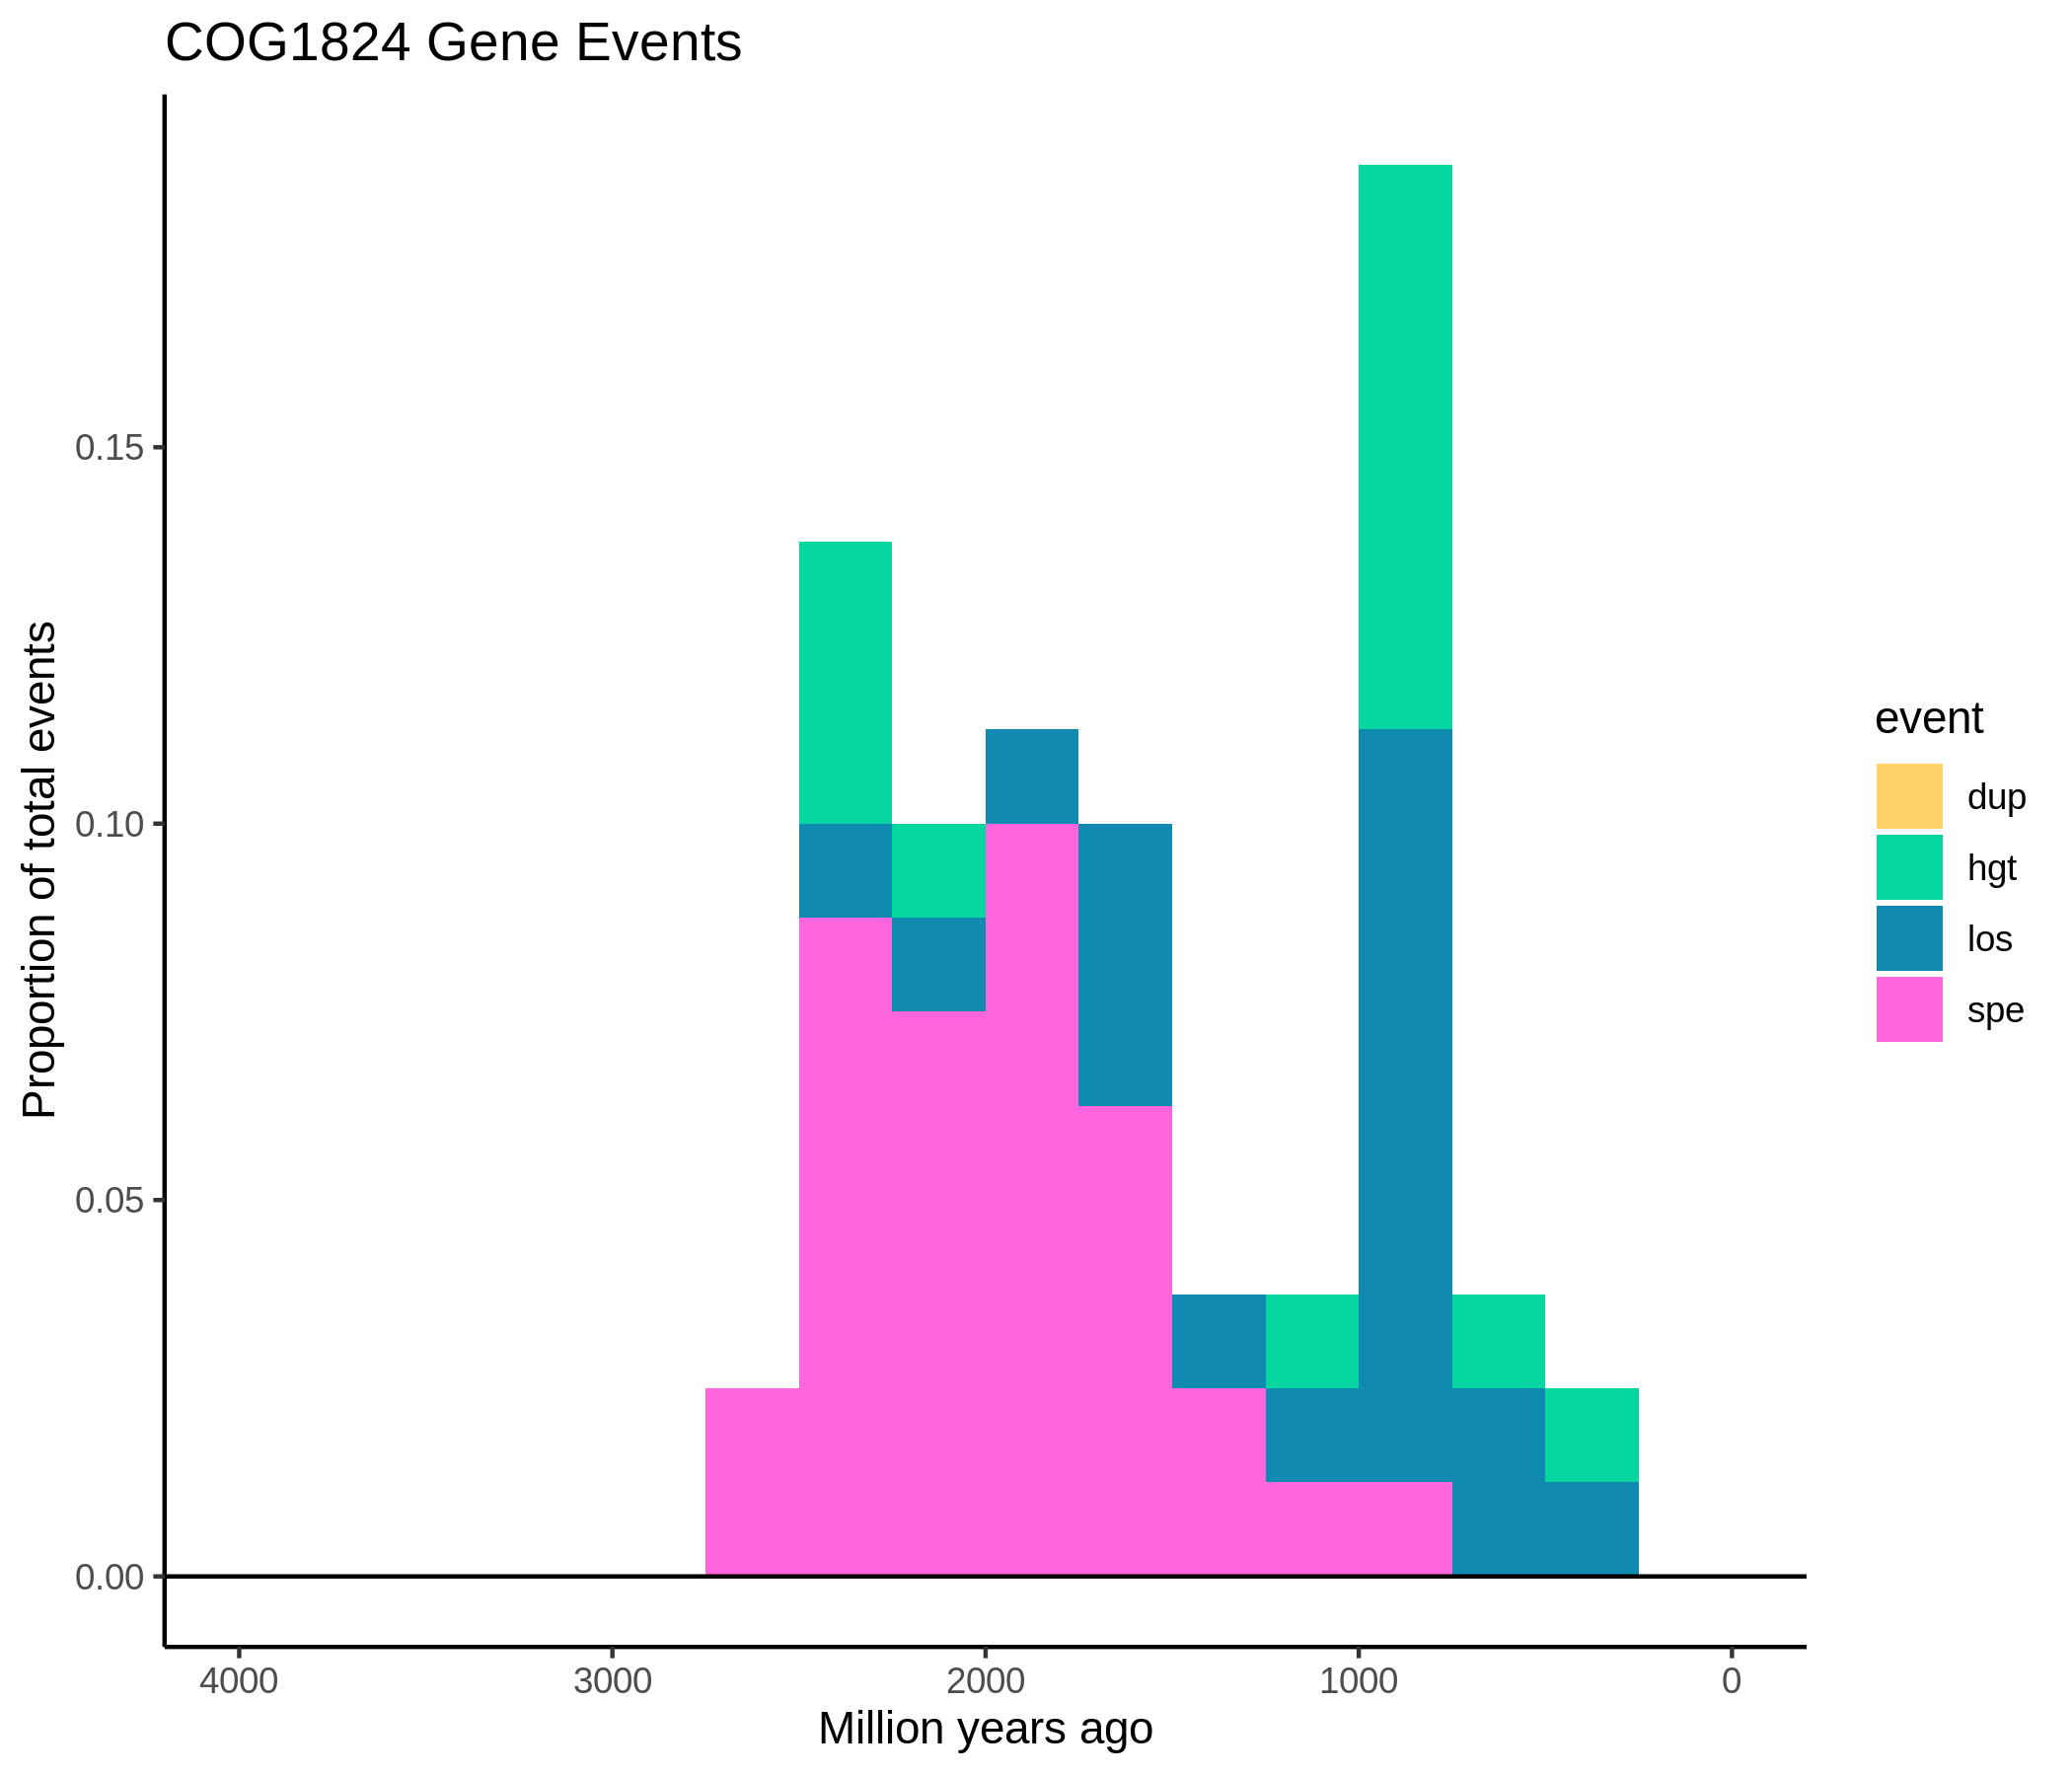 COG1824 Gene Events
Proportion of total events
0.15
0.10
0.05
0.00
4000 3000 2000 1000 0
Million years ago
event
dup
hgt
los
spe